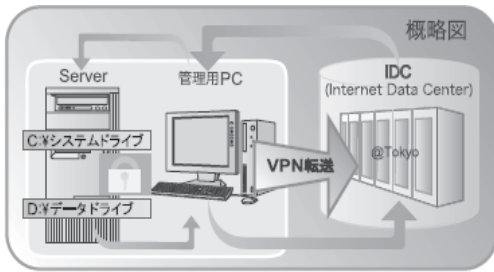 概略図
Server
管理用PC
IDC
(Internet Data Center)
C:¥システムドライブ
VPN転送
@Tokyo
D:¥データドライブ